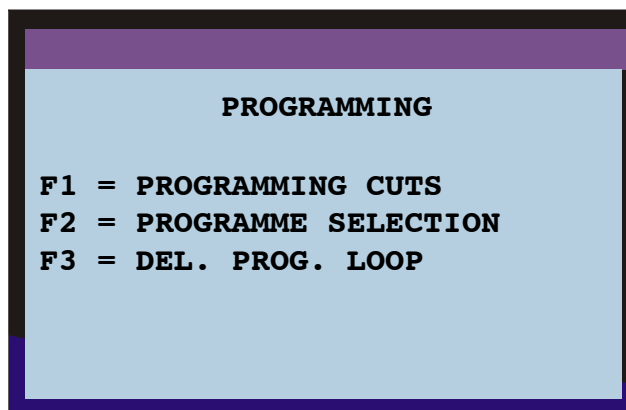 PROGRAMMING
F1 = PROGRAMMING CUTS
F2 = PROGRAMME SELECTION
F3 = DEL. PROG. LOOP